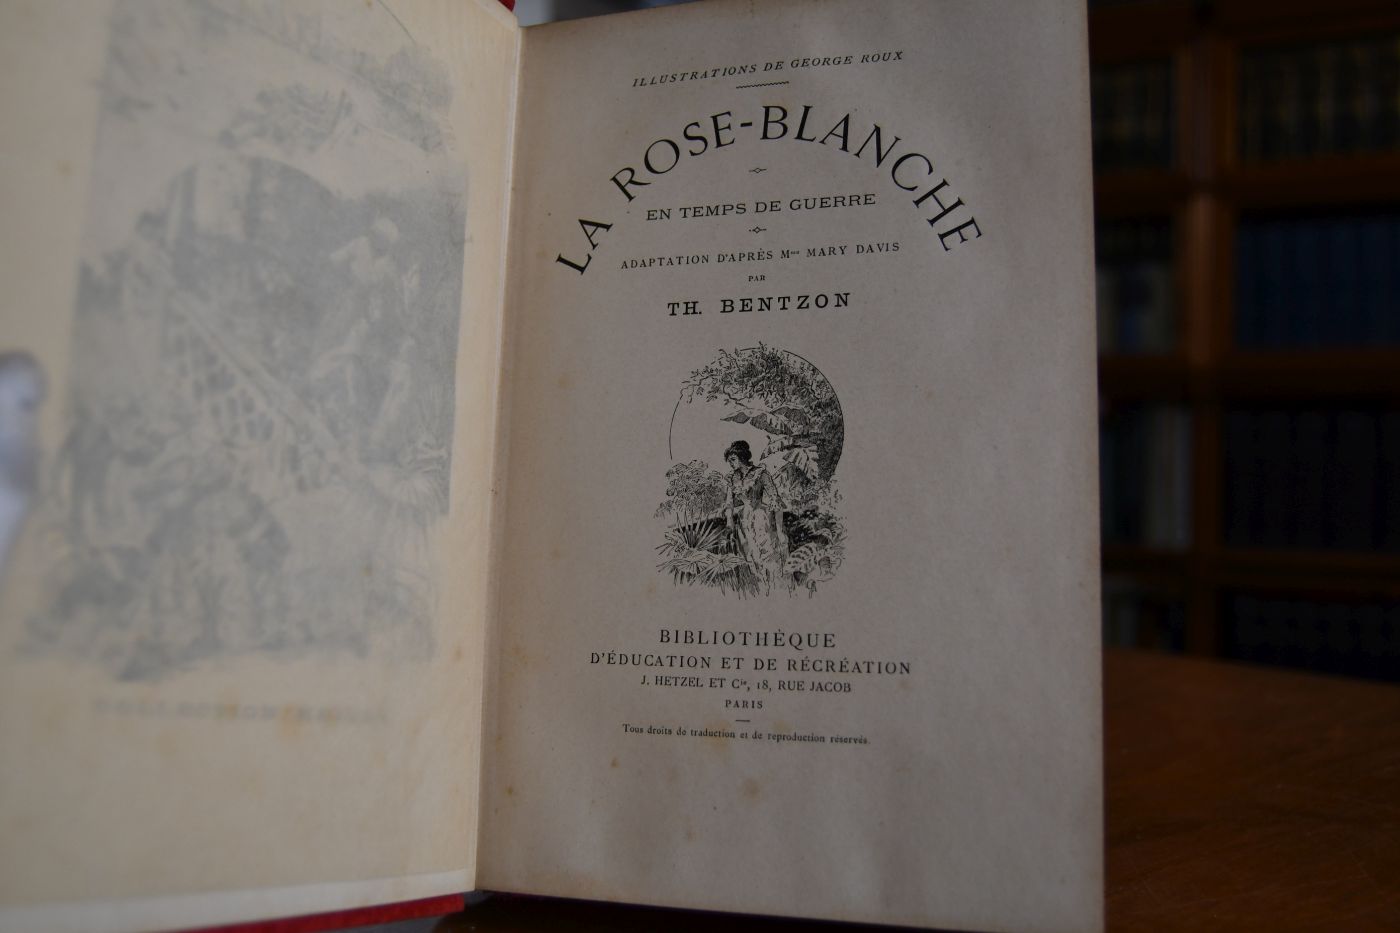 ILLUSTRATIONS DE GEORGE ROUX
LA ROSE-BLANCHE
EN TEMPS DE GUERRE
ADAPTATION D'APRÈS Mme MARY DAVIS
PAR
TH. BENTZON
BIBLIOTHÈQUE
D'ÉDUCATION ET DE RÉCRÉATION
J. HETZEL ET Cie, 18, RUE JACOB
PARIS
Tous droits de traduction et de reproduction réservés.